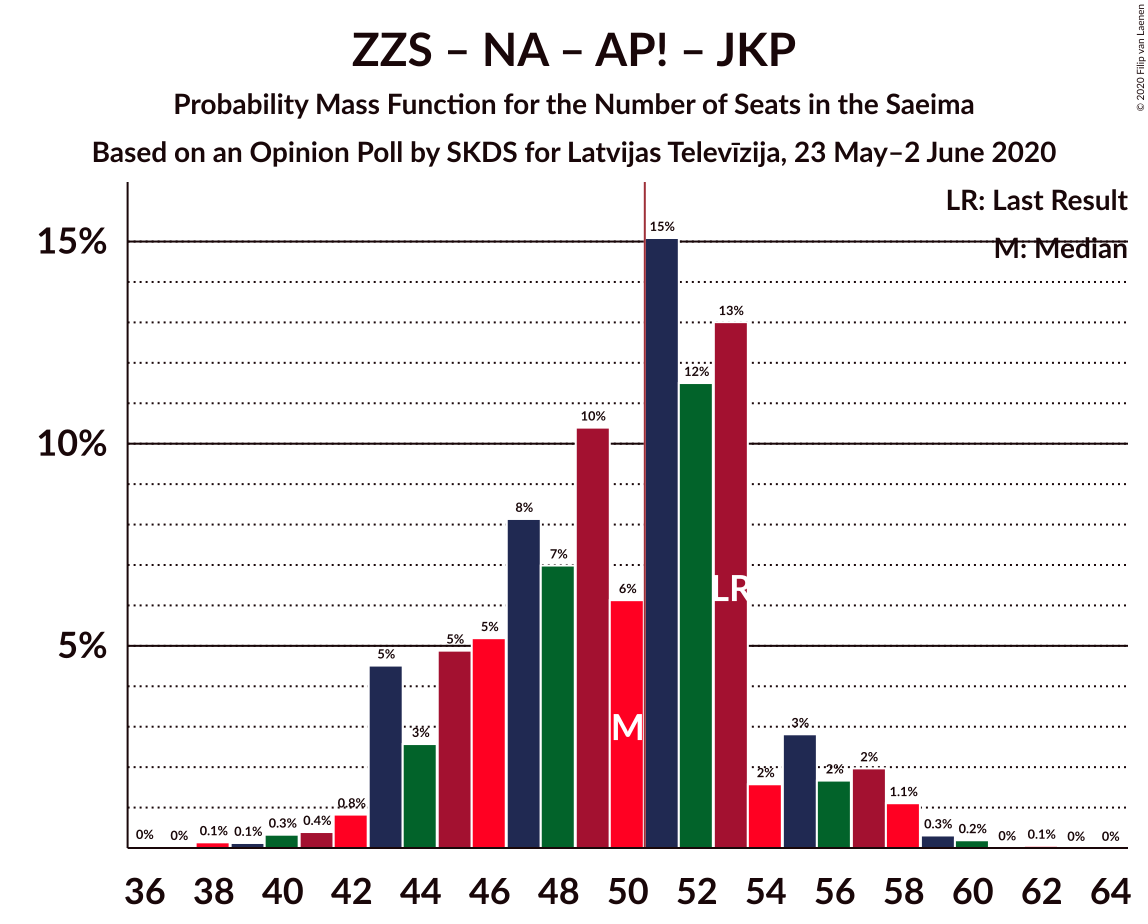 © 2020 Filip van Laenen
ZZS – NA – AP! – JKP
Probability Mass Function for the Number of Seats in the Saeima
Based on an Opinion Poll by SKDS for Latvijas Televīzija, 23 May–2 June 2020
LR: Last Result
M: Median
15%
10%
5%
0% 0% 0.1% 0.1% 0.3% 0.4% 0.8% 5% 3% 5% 5% 8% 7% 10% 6% 15% 12% 13% 2% 3% 2% 2% 1.1% 0.3% 0.2% 0% 0.1% 0% 0%
LR
M
36 38 40 42 44 46 48 50 52 54 56 58 60 62 64